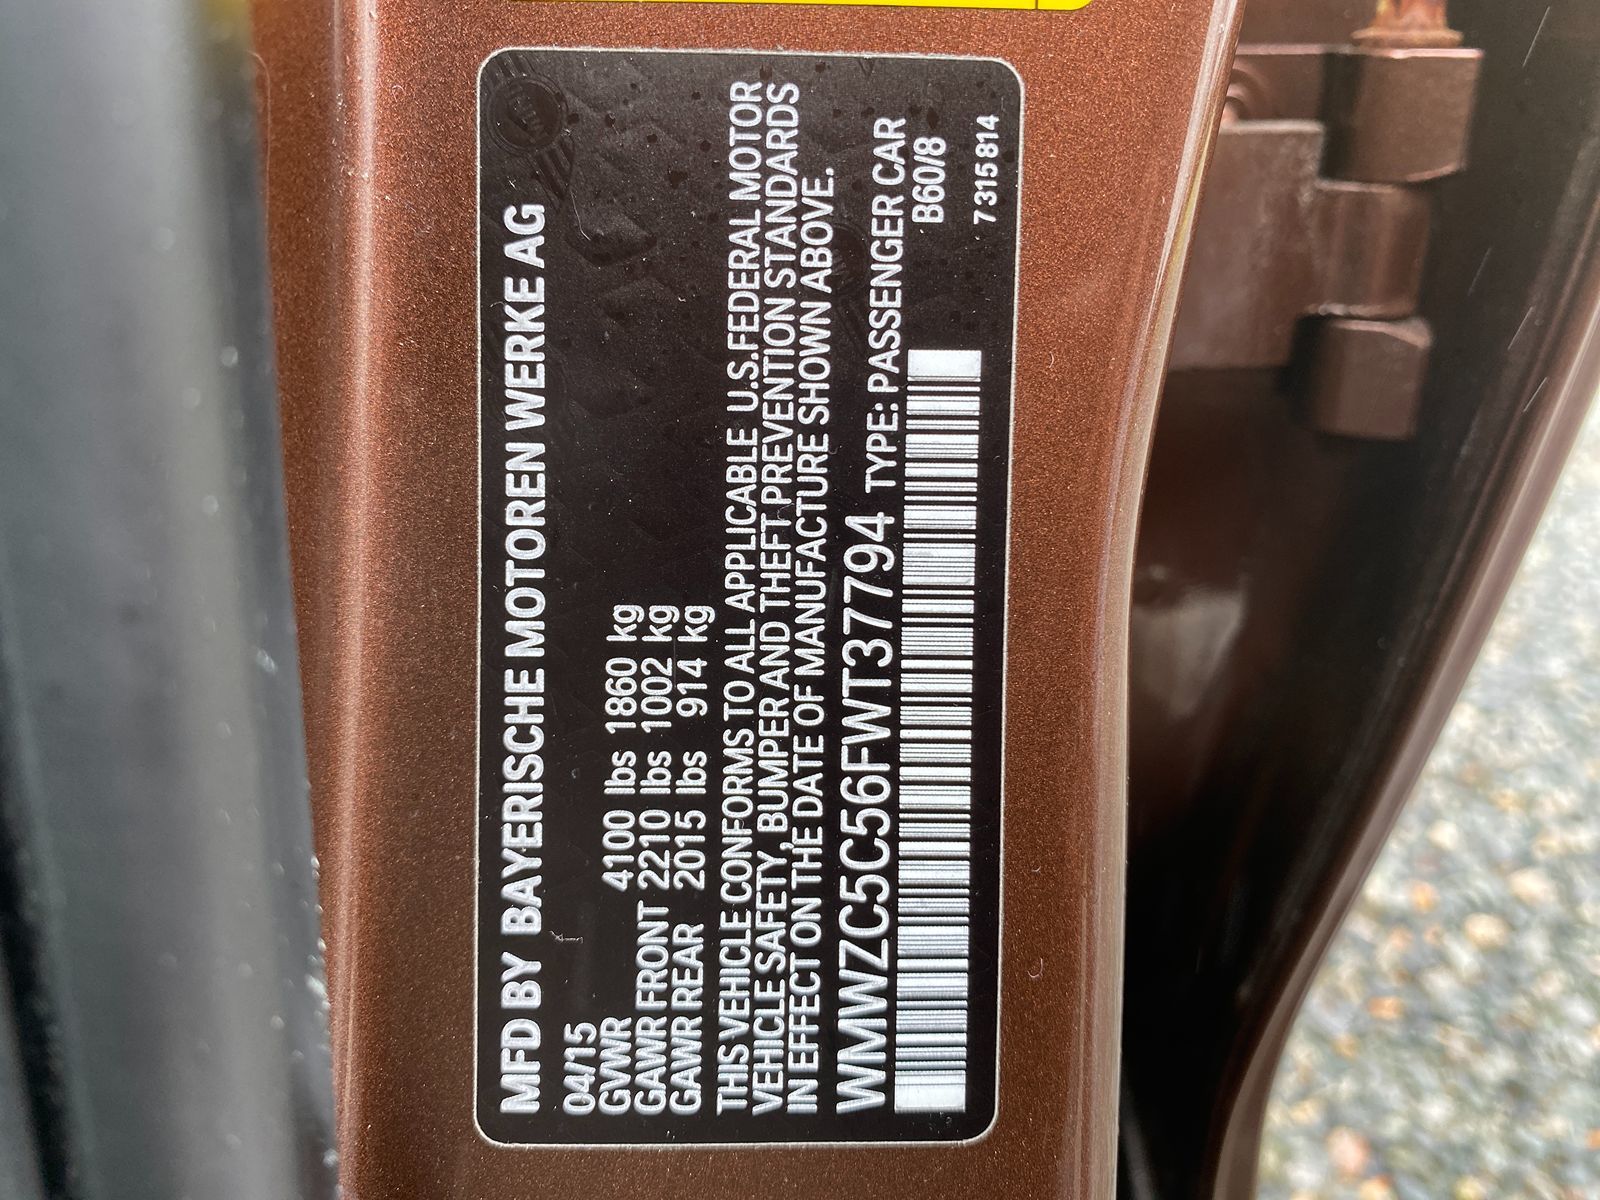 MFD BY BAYERISCHE MOTOREN WERKE AG
04/15
GVWR 4100 lbs 1860 kg
GAWR FRONT 2210 lbs 1002 kg
GAWR REAR 2015 lbs 914 kg
THIS VEHICLE CONFORMS TO ALL APPLICABLE U.S.FEDERAL MOTOR
VEHICLE SAFETY, BUMPER AND THEFT PREVENTION STANDARDS
IN EFFECT ON THE DATE OF MANUFACTURE SHOWN ABOVE.
WMWZC5C56FWT37794 TYPE: PASSENGER CAR
B60/8
7315814